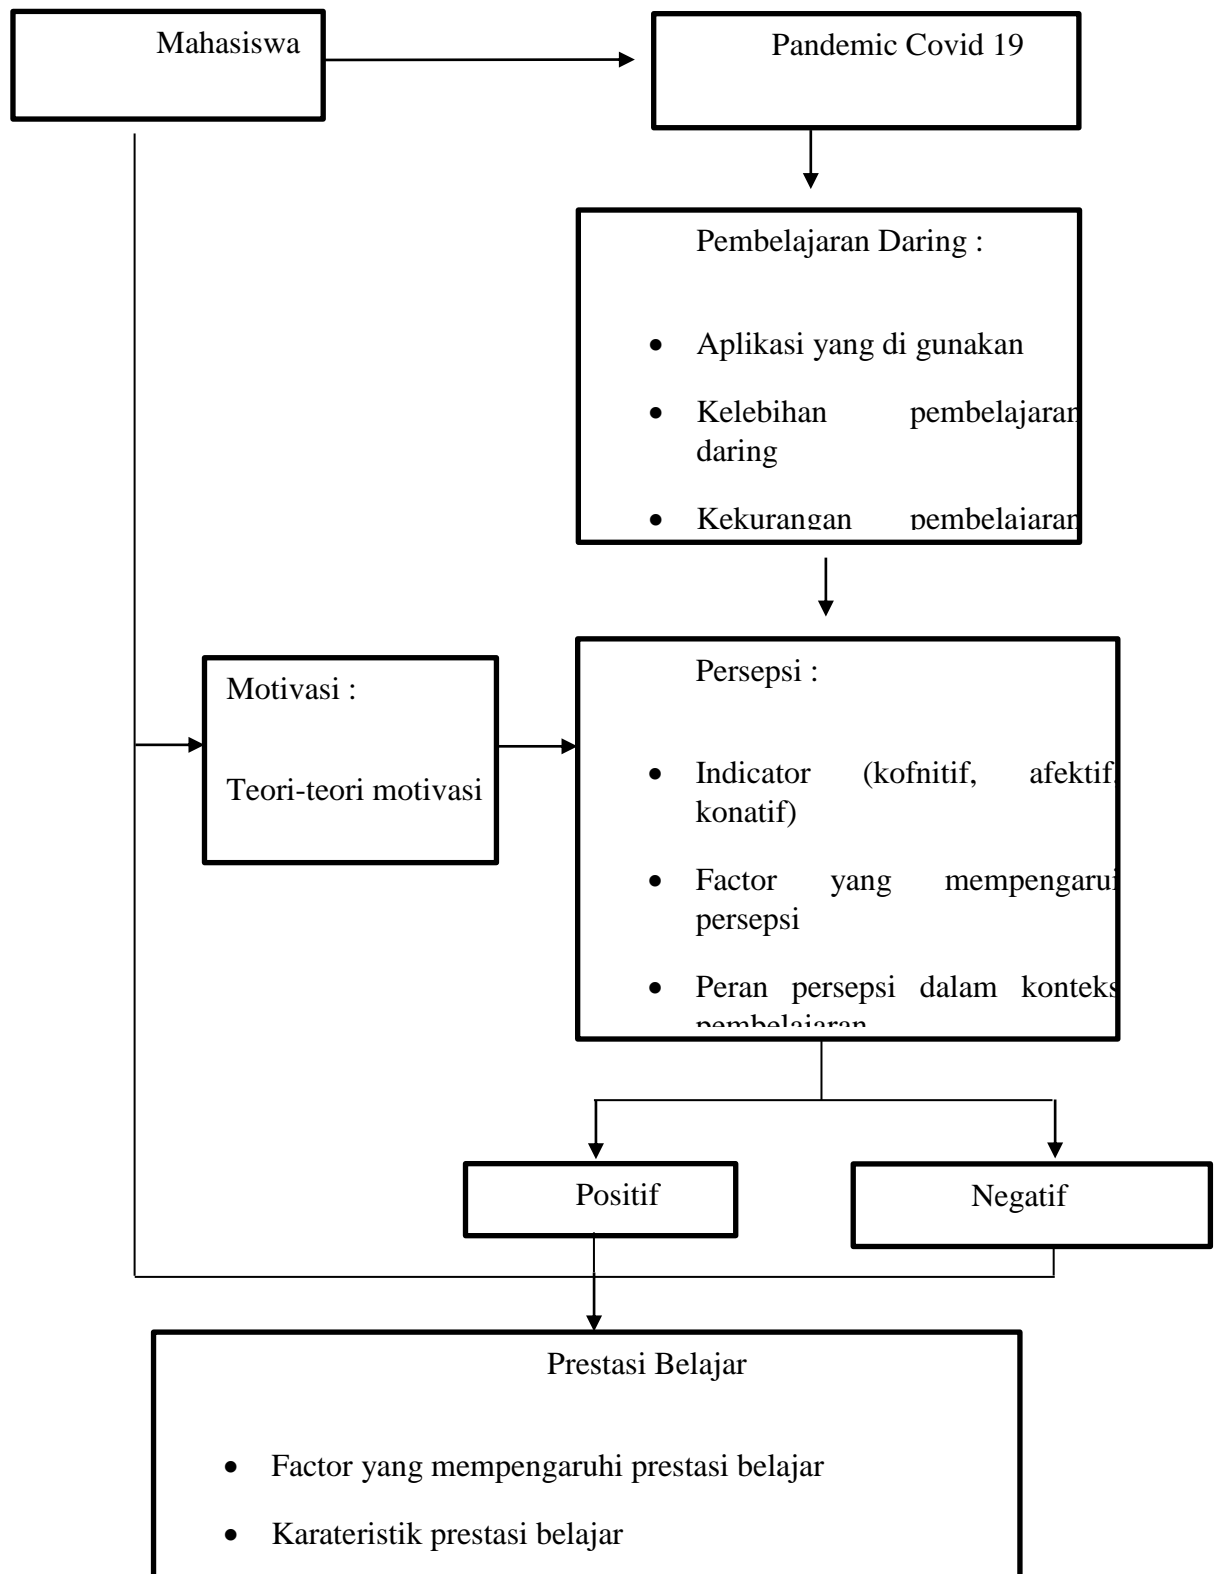 Mahasiswa
Pandemic Covid 19
Pembelajaran Daring :
• Aplikasi yang di gunakan
• Kelebihan pembelajaran
daring
• Kekurangan pembelajaran
Motivasi :
Teori-teori motivasi
Persepsi :
• Indicator (kofnitif, afektif,
konatif)
• Factor yang mempengarui
persepsi
• Peran persepsi dalam konteks
pembelajaran
Positif
Negatif
Prestasi Belajar
• Factor yang mempengaruhi prestasi belajar
• Karateristik prestasi belajar